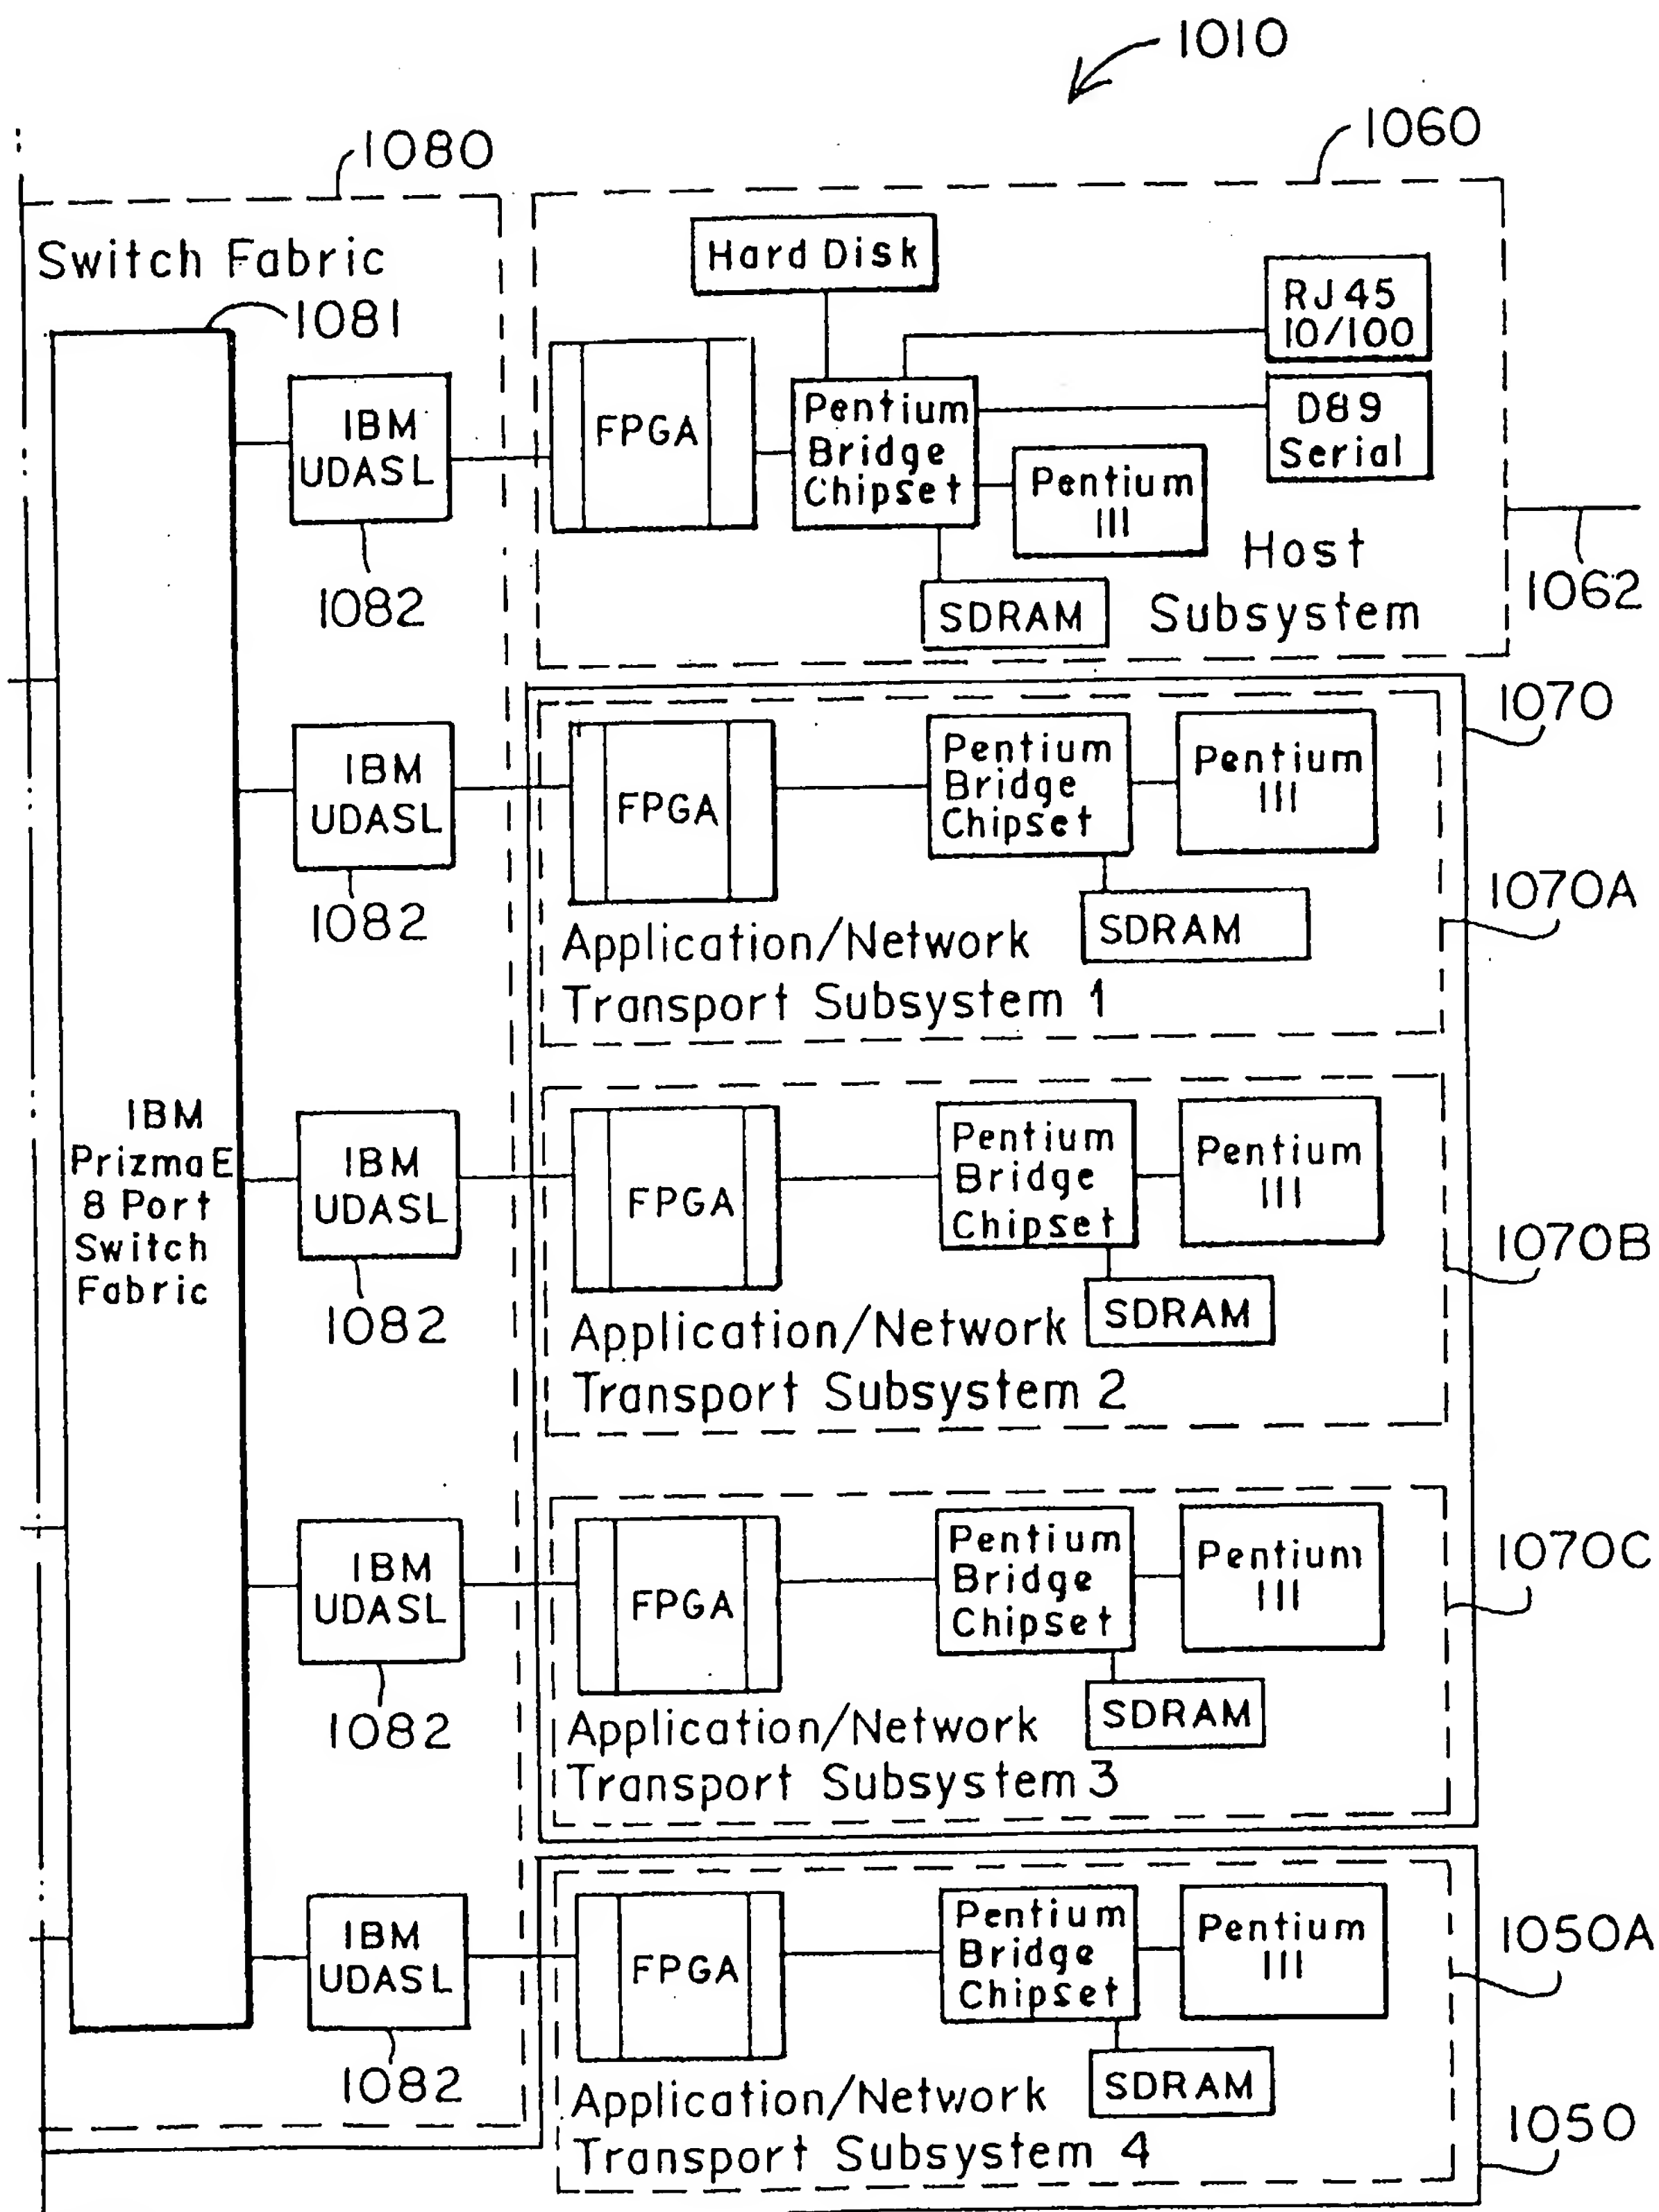 1010
1060
1080
Switch Fabric
1081
Hard Disk
RJ45
10/100
D89
Serial
IBM
UDASL
1082
FPGA
Pentium
Bridge
Chipset
Pentium
III
SDRAM
Host
Subsystem
1062
1070
IBM
UDASL
1082
FPGA
Pentium
Bridge
Chipset
Pentium
III
SDRAM
1070A
Application/Network
Transport Subsystem 1
IBM
PrizmaE
8 Port
Switch
Fabric
IBM
UDASL
1082
FPGA
Pentium
Bridge
Chipset
Pentium
III
SDRAM
1070B
Application/Network
Transport Subsystem 2
IBM
UDASL
1082
FPGA
Pentium
Bridge
Chipset
Pentium
III
SDRAM
1070C
Application/Network
Transport Subsystem 3
IBM
UDASL
1082
FPGA
Pentium
Bridge
Chipset
Pentium
III
SDRAM
1050A
Application/Network
Transport Subsystem 4
1050